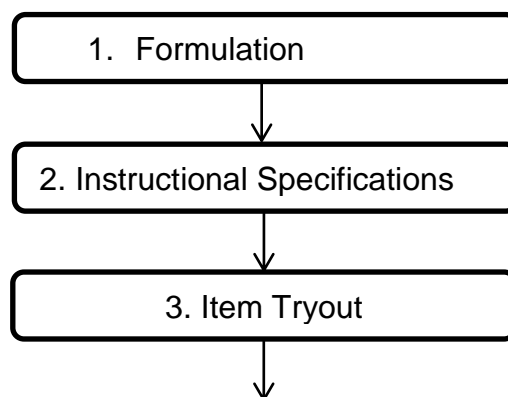 1. Formulation
2. Instructional Specifications
3. Item Tryout